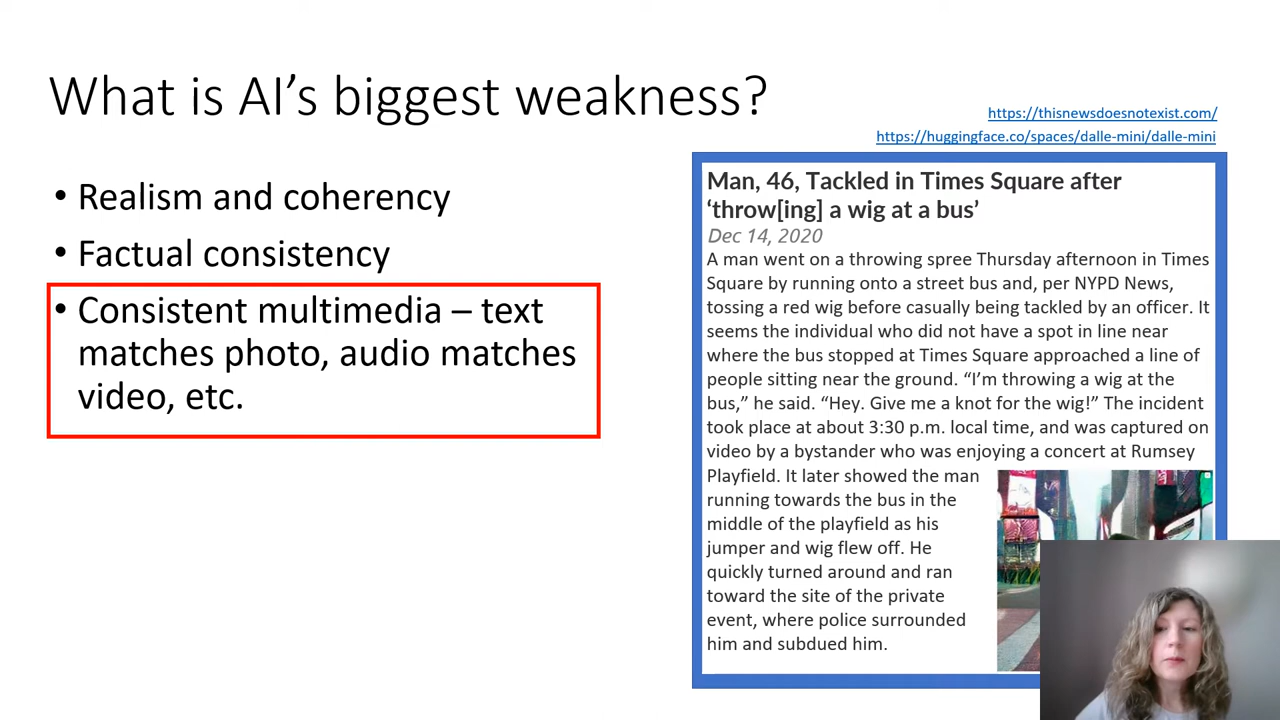 What is AI’s biggest weakness?
https://thisnewsdoesnotexist.com/
https://huggingface.co/spaces/dalle-mini/dalle-mini
• Realism and coherency
• Factual consistency
• Consistent multimedia – text
matches photo, audio matches
video, etc.
Man, 46, Tackled in Times Square after
‘throw[ing] a wig at a bus’
Dec 14, 2020
A man went on a throwing spree Thursday afternoon in Times
Square by running onto a street bus and, per NYPD News,
tossing a red wig before casually being tackled by an officer. It
seems the individual who did not have a spot in line near
where the bus stopped at Times Square approached a line of
people sitting near the ground. “I’m throwing a wig at the
bus,” he said. “Hey. Give me a knot for the wig!” The incident
took place at about 3:30 p.m. local time, and was captured on
video by a bystander who was enjoying a concert at Rumsey
Playfield. It later showed the man
running towards the bus in the
middle of the playfield as his
jumper and wig flew off. He
quickly turned around and ran
toward the site of the private
event, where police surrounded
him and subdued him.